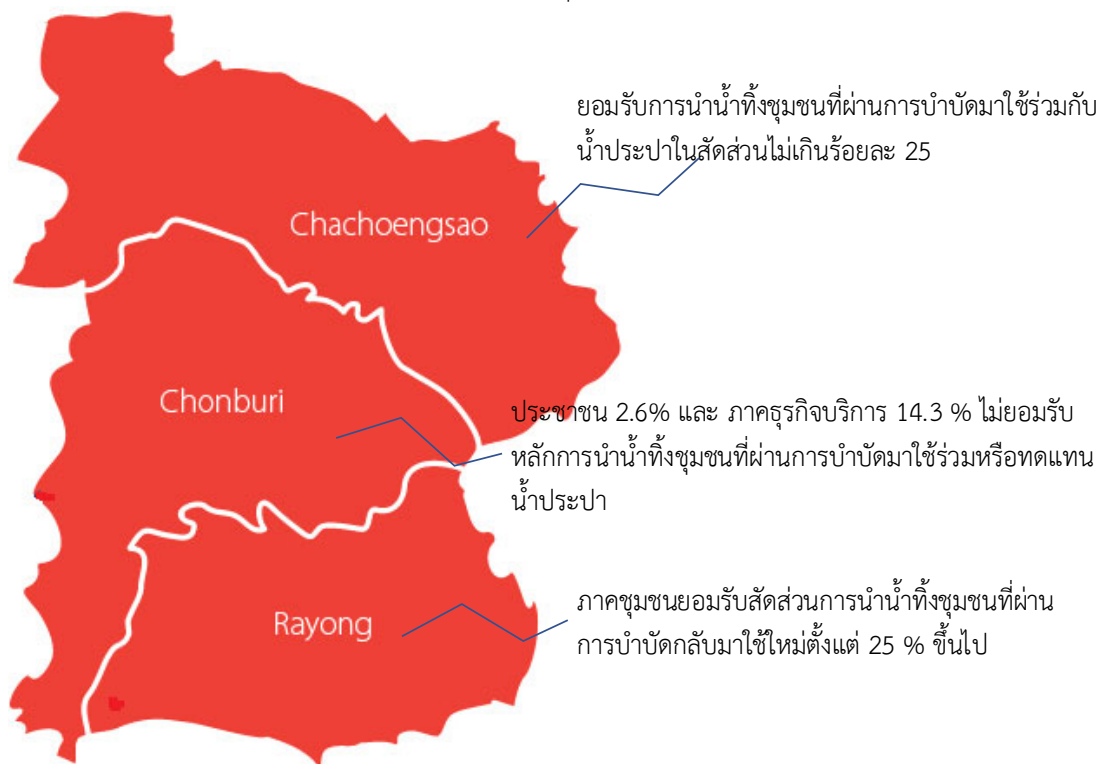 ยอมรับการนำน้ำทิ้งชุมชนที่ผ่านการบำบัดมาใช้ร่วมกับ
น้ำประปาในสัดส่วนไม่เกินร้อยละ 25
Chachoengsao
Chonburi
ประชาชน 2.6% และ ภาคธุรกิจบริการ 14.3 % ไม่ยอมรับ
หลักการนำน้ำทิ้งชุมชนที่ผ่านการบำบัดมาใช้ร่วมหรือทดแทน
น้ำประปา
Rayong
ภาคชุมชนยอมรับสัดส่วนการนำน้ำทิ้งชุมชนที่ผ่าน
การบำบัดกลับมาใช้ใหม่ตั้งแต่ 25 % ขึ้นไป